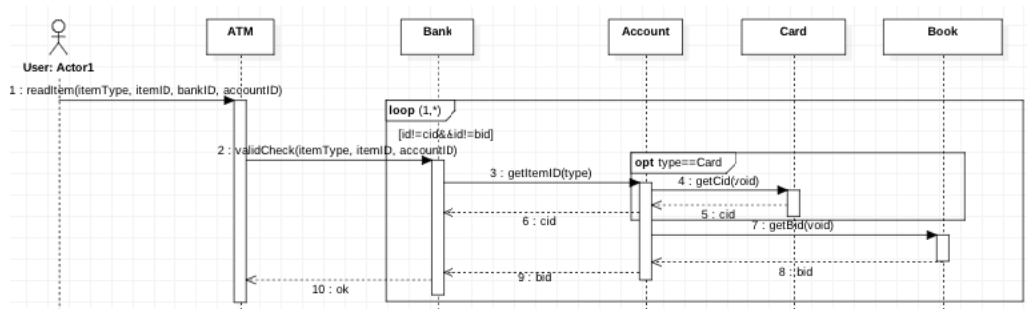 ATM
Bank
Account
Card
Book
User: Actor1
1 : readItem(itemType, itemID, bankID, accountID)
loop (1,*)
[id!=cid&&id!=bid]
2 : validCheck(itemType, itemID, accountID)
opt type==Card
3 : getItemID(type)
4 : getCid(void)
5 : cid
6 : cid
7 : getBid(void)
8 : bid
9 : bid
10 : ok